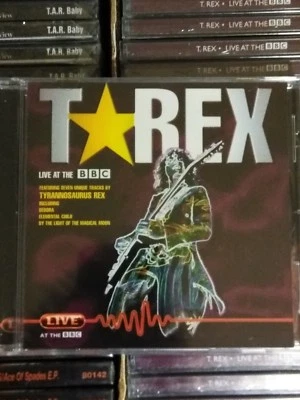 T.A.R. Baby
T.A.R. Baby
T. REX • LIVE AT THE BBC
T. REX • LIVE AT THE BBC
T. REX • LIVE AT THE BBC
T★REX
LIVE AT THE BBC
FEATURING SEVEN UNIQUE TRACKS BY
TYRANNOSAURUS REX
INCLUDING
DEBORA
ELEMENTAL CHILD
BY THE LIGHT OF THE MAGICAL MOON
LIVE
AT THE BBC
Ace Of Spades E.P. 80142
T. REX • LIVE AT THE BBC
T. REX • LIVE AT THE BBC